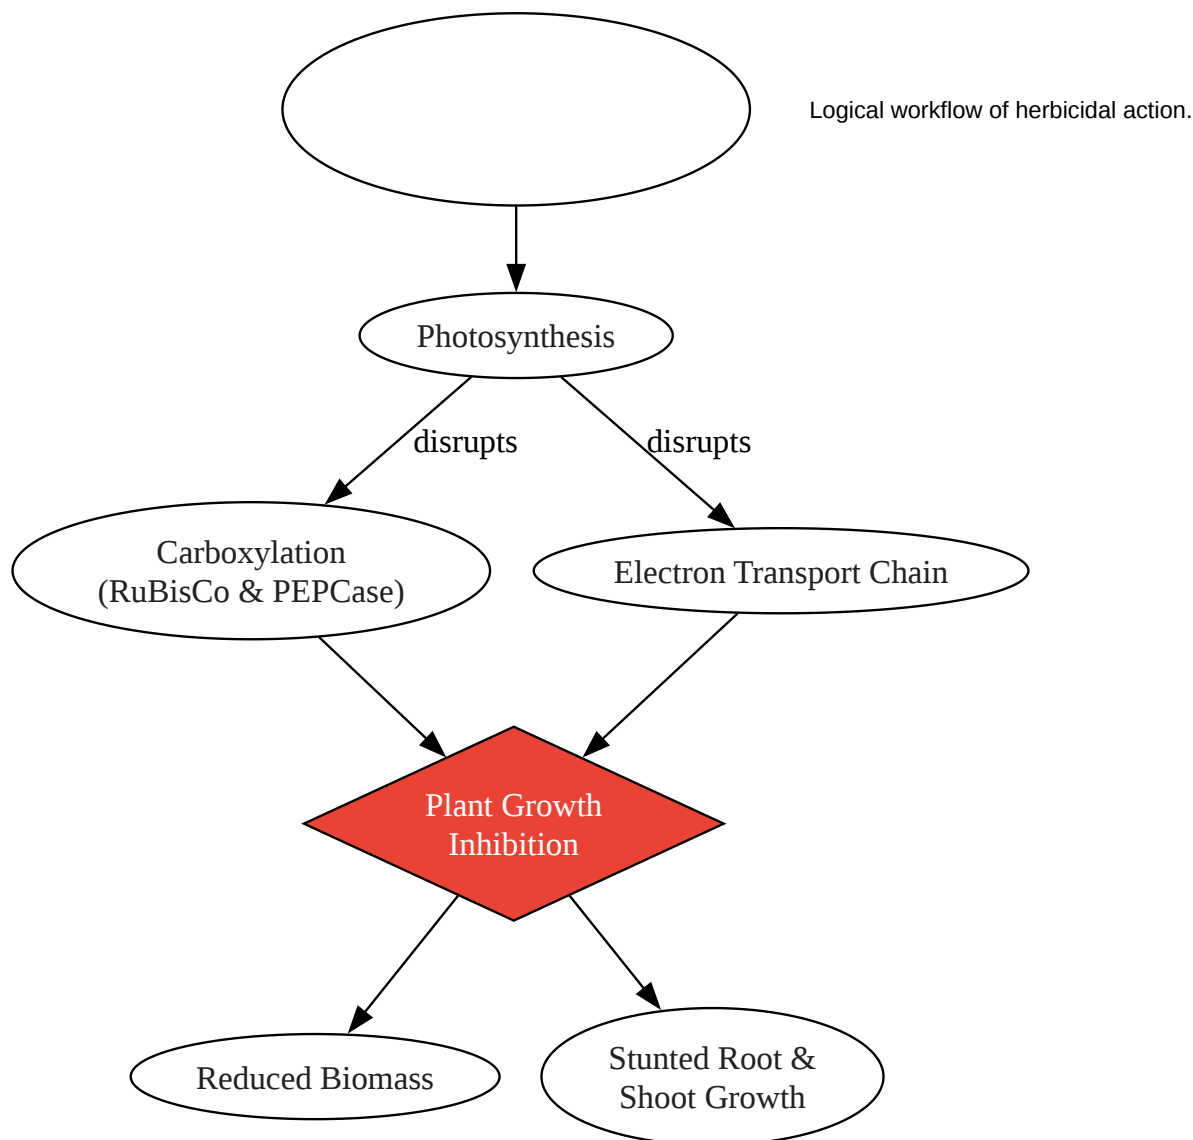 Logical workflow of herbicidal action.
Photosynthesis
disrupts
disrupts
Carboxylation
(RuBisCo & PEPCase)
Electron Transport Chain
Plant Growth
Inhibition
Reduced Biomass
Stunted Root &
Shoot Growth